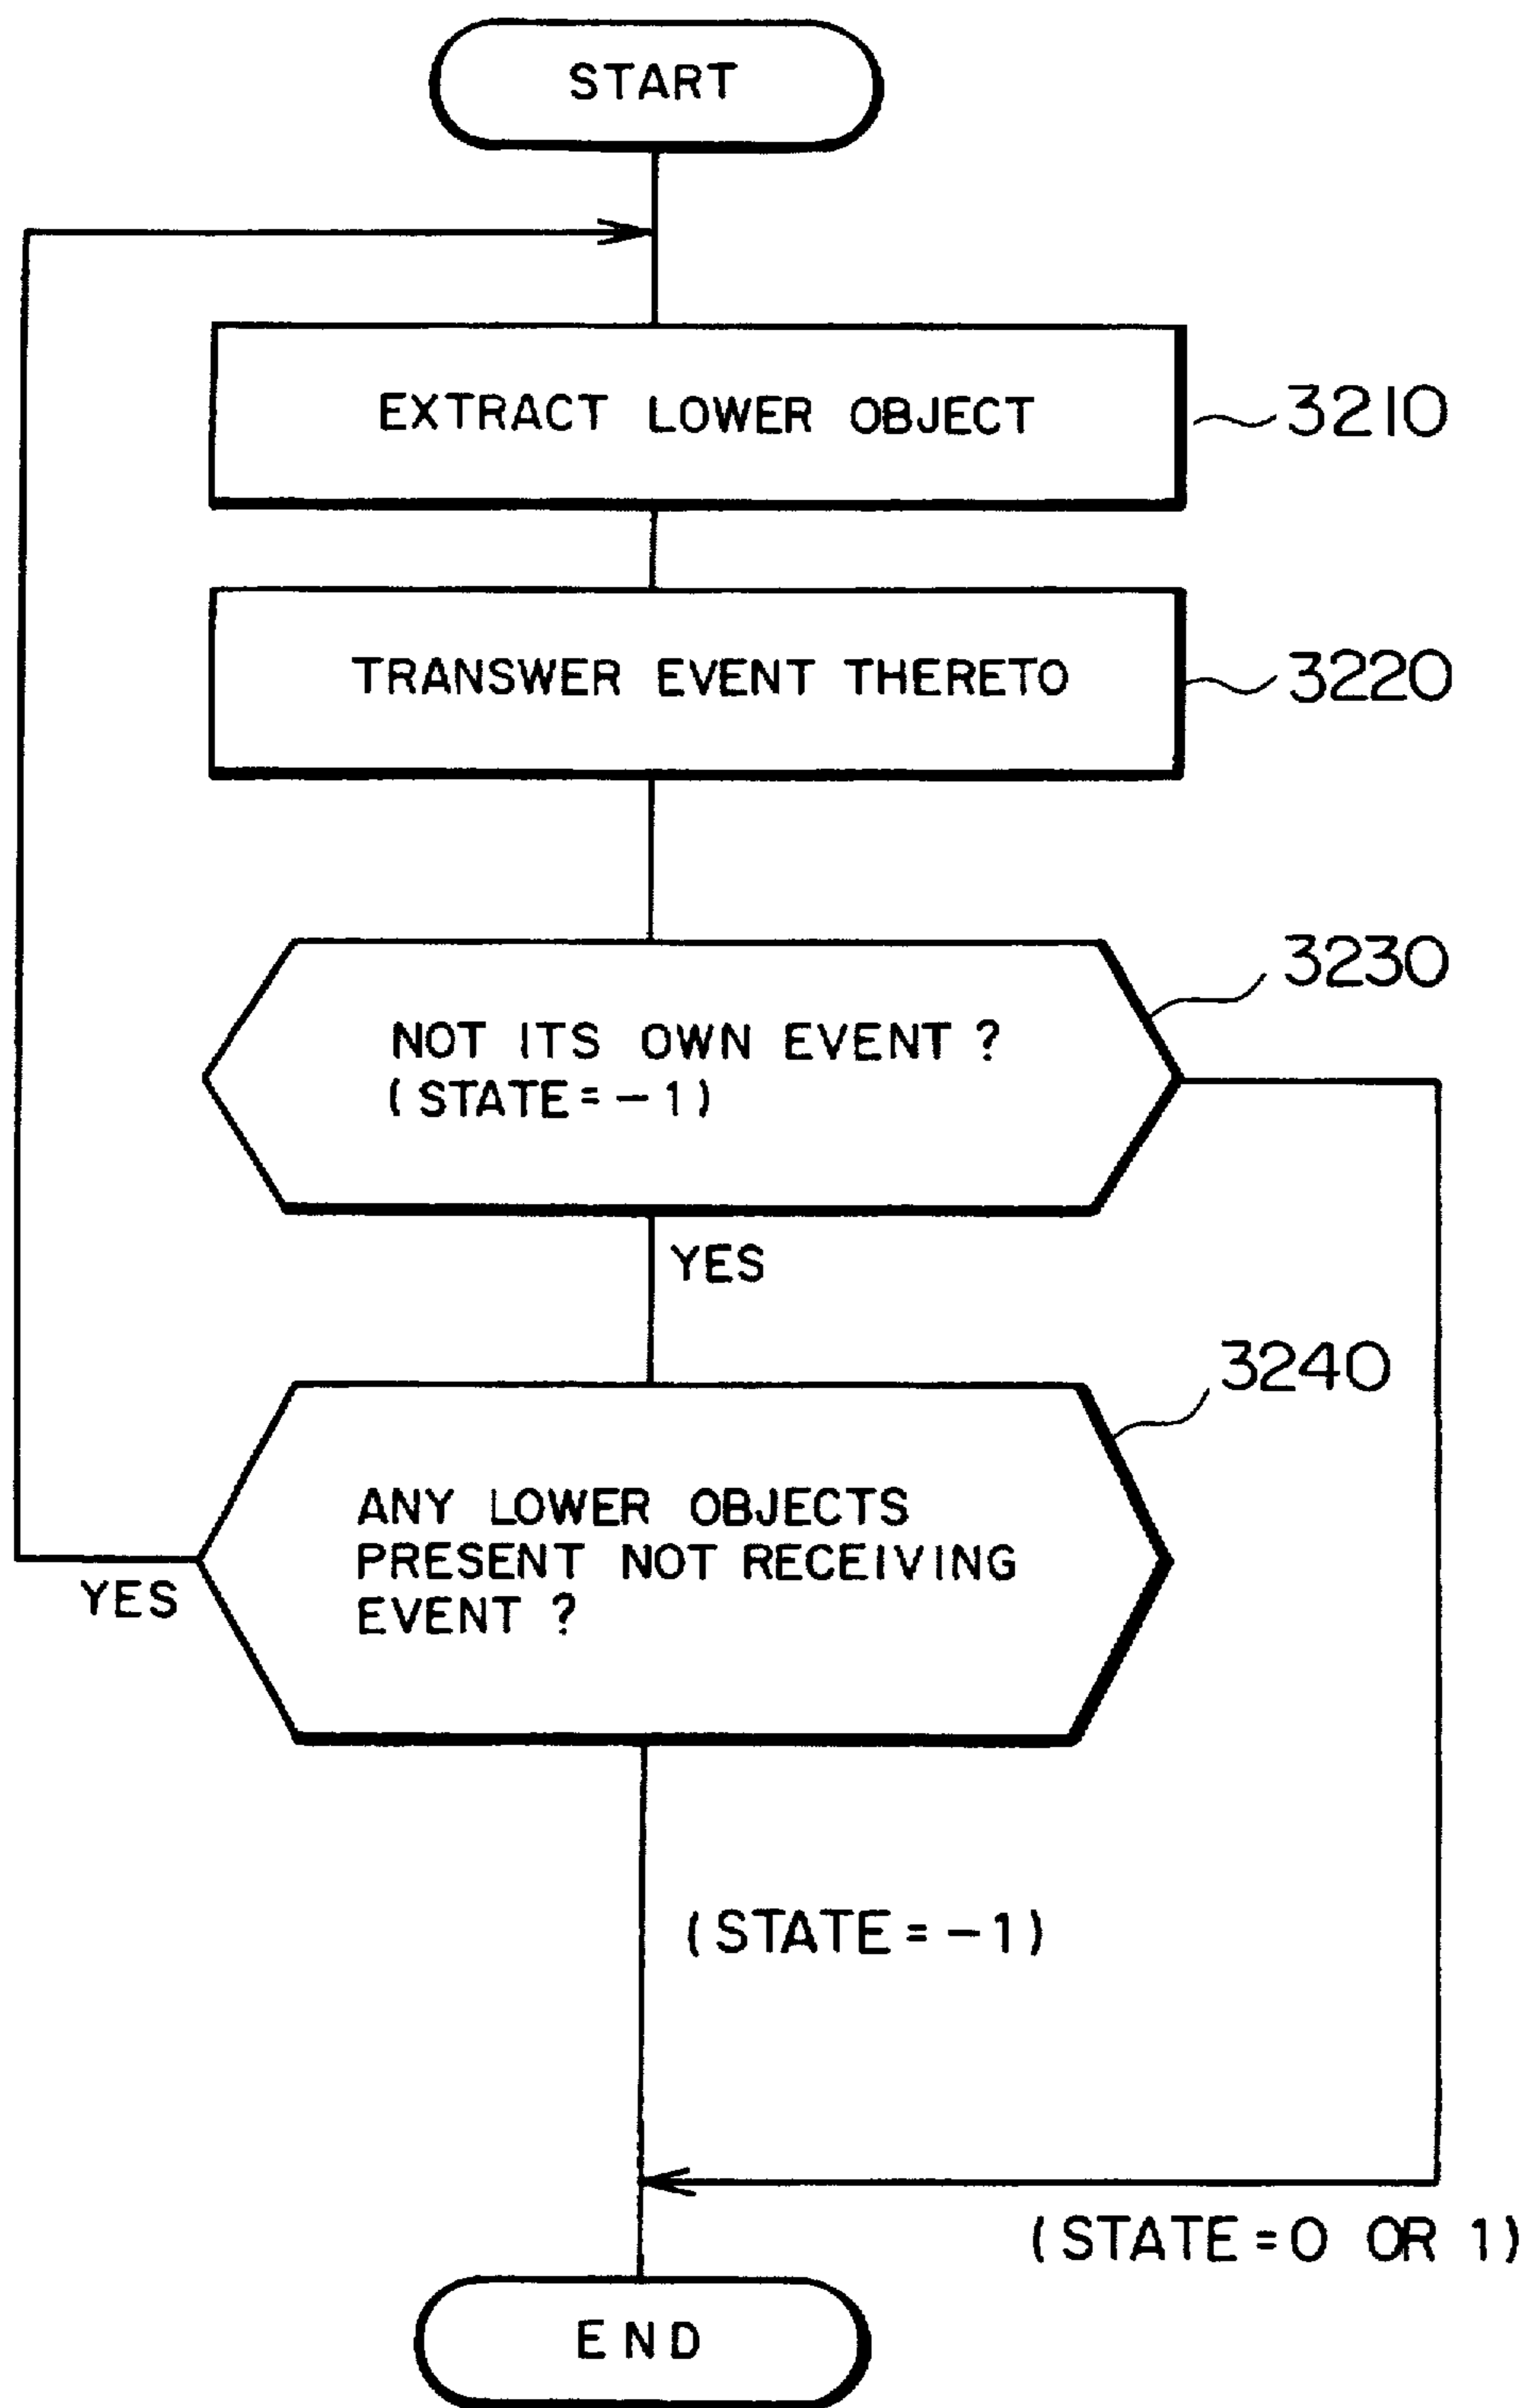 START
EXTRACT LOWER OBJECT
3210
TRANSWER EVENT THERETO
3220
3230
NOT ITS OWN EVENT ?
(STATE = -1)
YES
3240
ANY LOWER OBJECTS
PRESENT NOT RECEIVING
EVENT ?
YES
(STATE = -1)
(STATE = 0 OR 1)
END